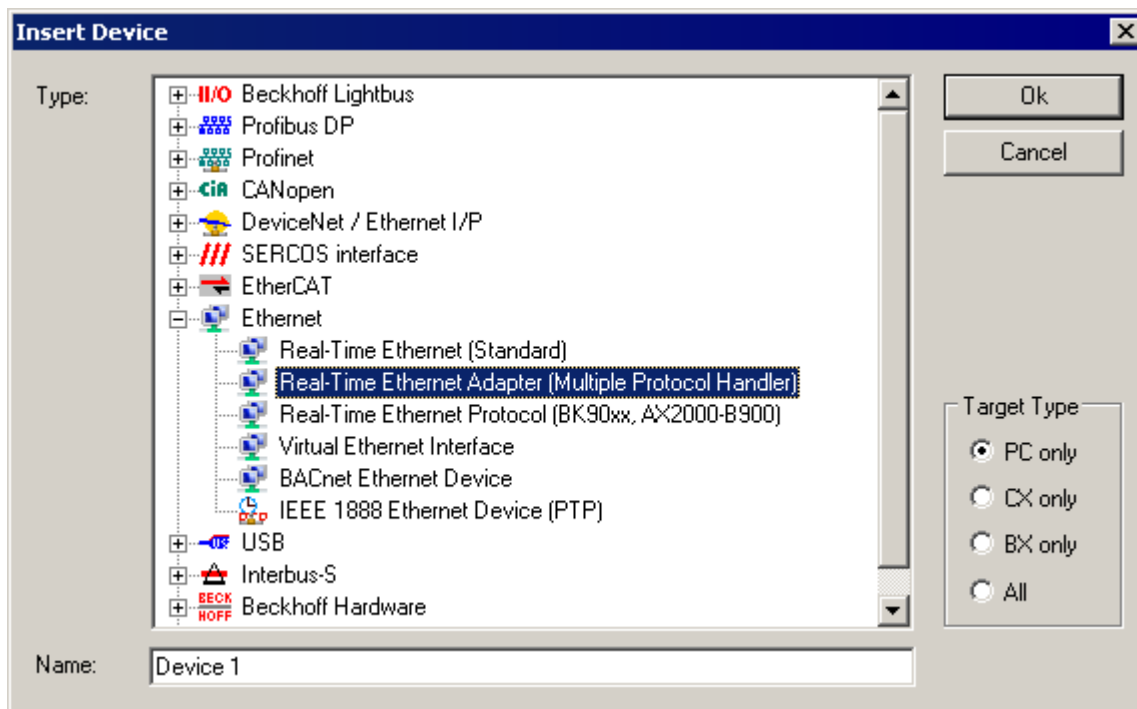 Insert Device
Type:
II/O Beckhoff Lightbus
Profibus DP
Profinet
CiA CANopen
DeviceNet / Ethernet I/P
SERCOS interface
EtherCAT
Ethernet
Real-Time Ethernet (Standard)
Real-Time Ethernet Adapter (Multiple Protocol Handler)
Real-Time Ethernet Protocol (BK90xx, AX2000-B900)
Virtual Ethernet Interface
BACnet Ethernet Device
IEEE 1888 Ethernet Device (PTP)
USB
Interbus-S
BECK HOFF Beckhoff Hardware
Ok
Cancel
Target Type
PC only
CX only
BX only
All
Name:
Device 1